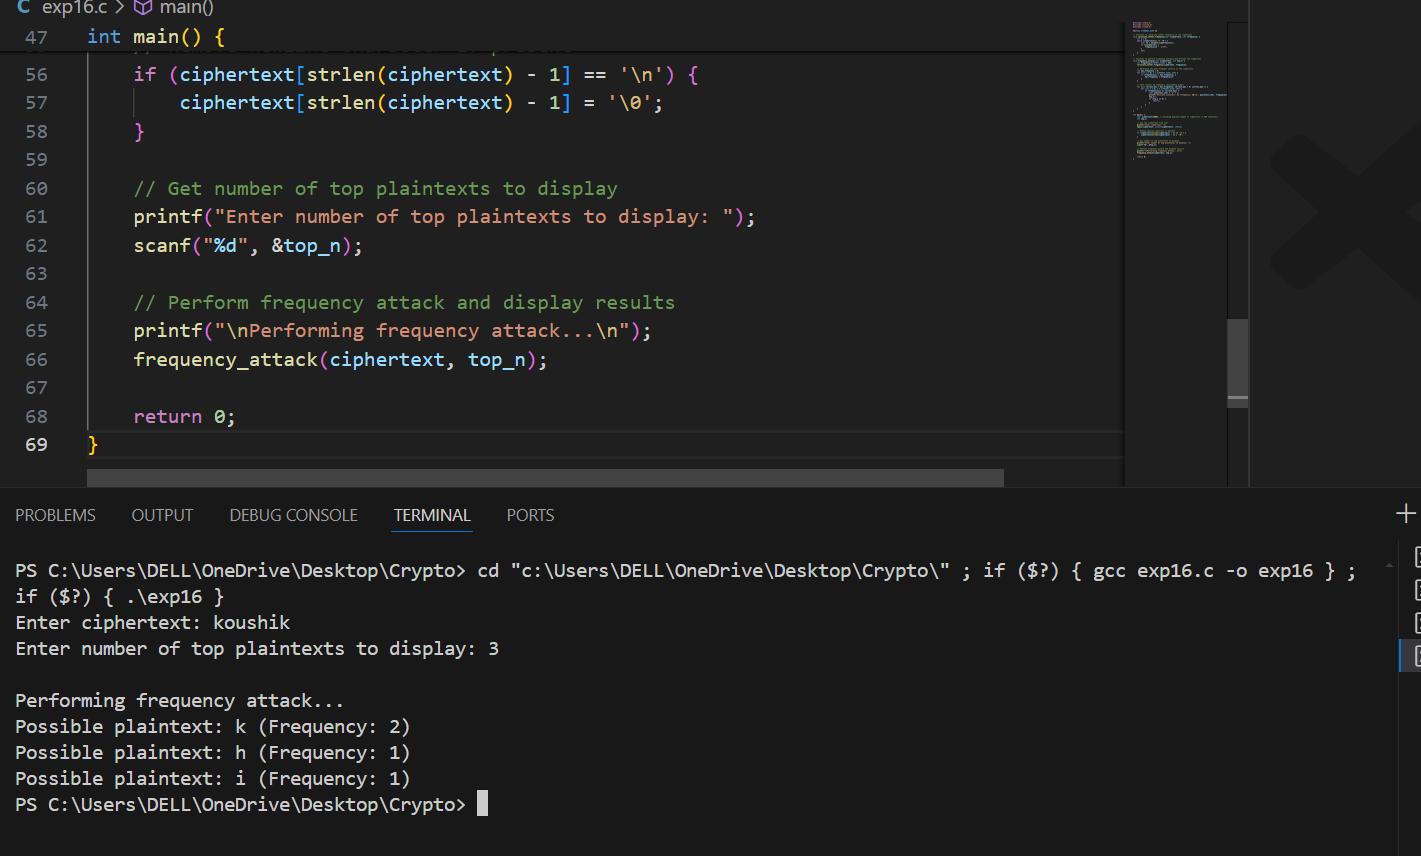 C exp16.c > main()
47 int main() {
56 if (ciphertext[strlen(ciphertext) - 1] == '\n') {
57 ciphertext[strlen(ciphertext) - 1] = '\0';
58 }
59
60 // Get number of top plaintexts to display
61 printf("Enter number of top plaintexts to display: ");
62 scanf("%d", &top_n);
63
64 // Perform frequency attack and display results
65 printf("\nPerforming frequency attack...\n");
66 frequency_attack(ciphertext, top_n);
67
68 return 0;
69 }
PROBLEMS OUTPUT DEBUG CONSOLE TERMINAL PORTS
PS C:\Users\DELL\OneDrive\Desktop\Crypto> cd "c:\Users\DELL\OneDrive\Desktop\Crypto\" ; if ($?) { gcc exp16.c -o exp16 } ;
if ($?) { .\exp16 }
Enter ciphertext: koushik
Enter number of top plaintexts to display: 3
Performing frequency attack...
Possible plaintext: k (Frequency: 2)
Possible plaintext: h (Frequency: 1)
Possible plaintext: i (Frequency: 1)
PS C:\Users\DELL\OneDrive\Desktop\Crypto>